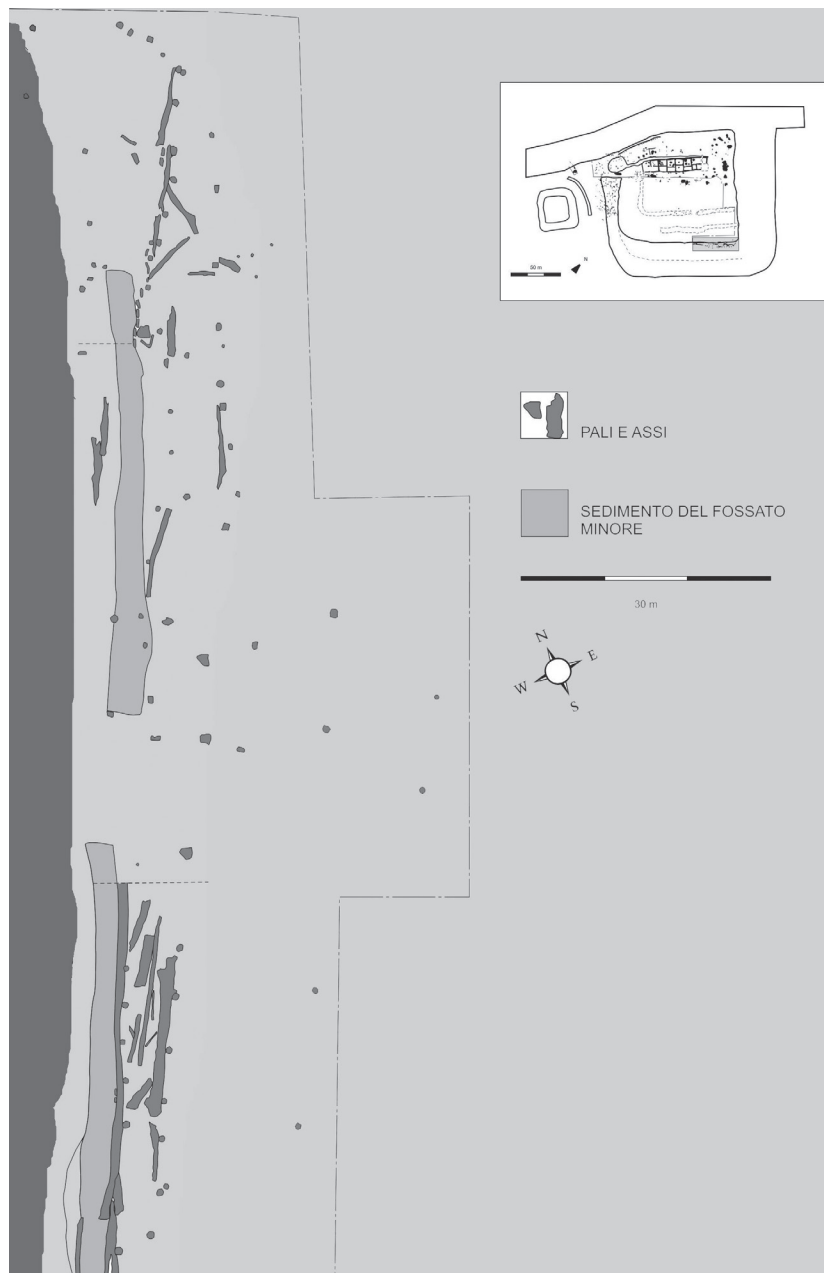 50 m
N
PALI E ASSI
SEDIMENTO DEL FOSSATO
MINORE
30 m
N
E
W
S